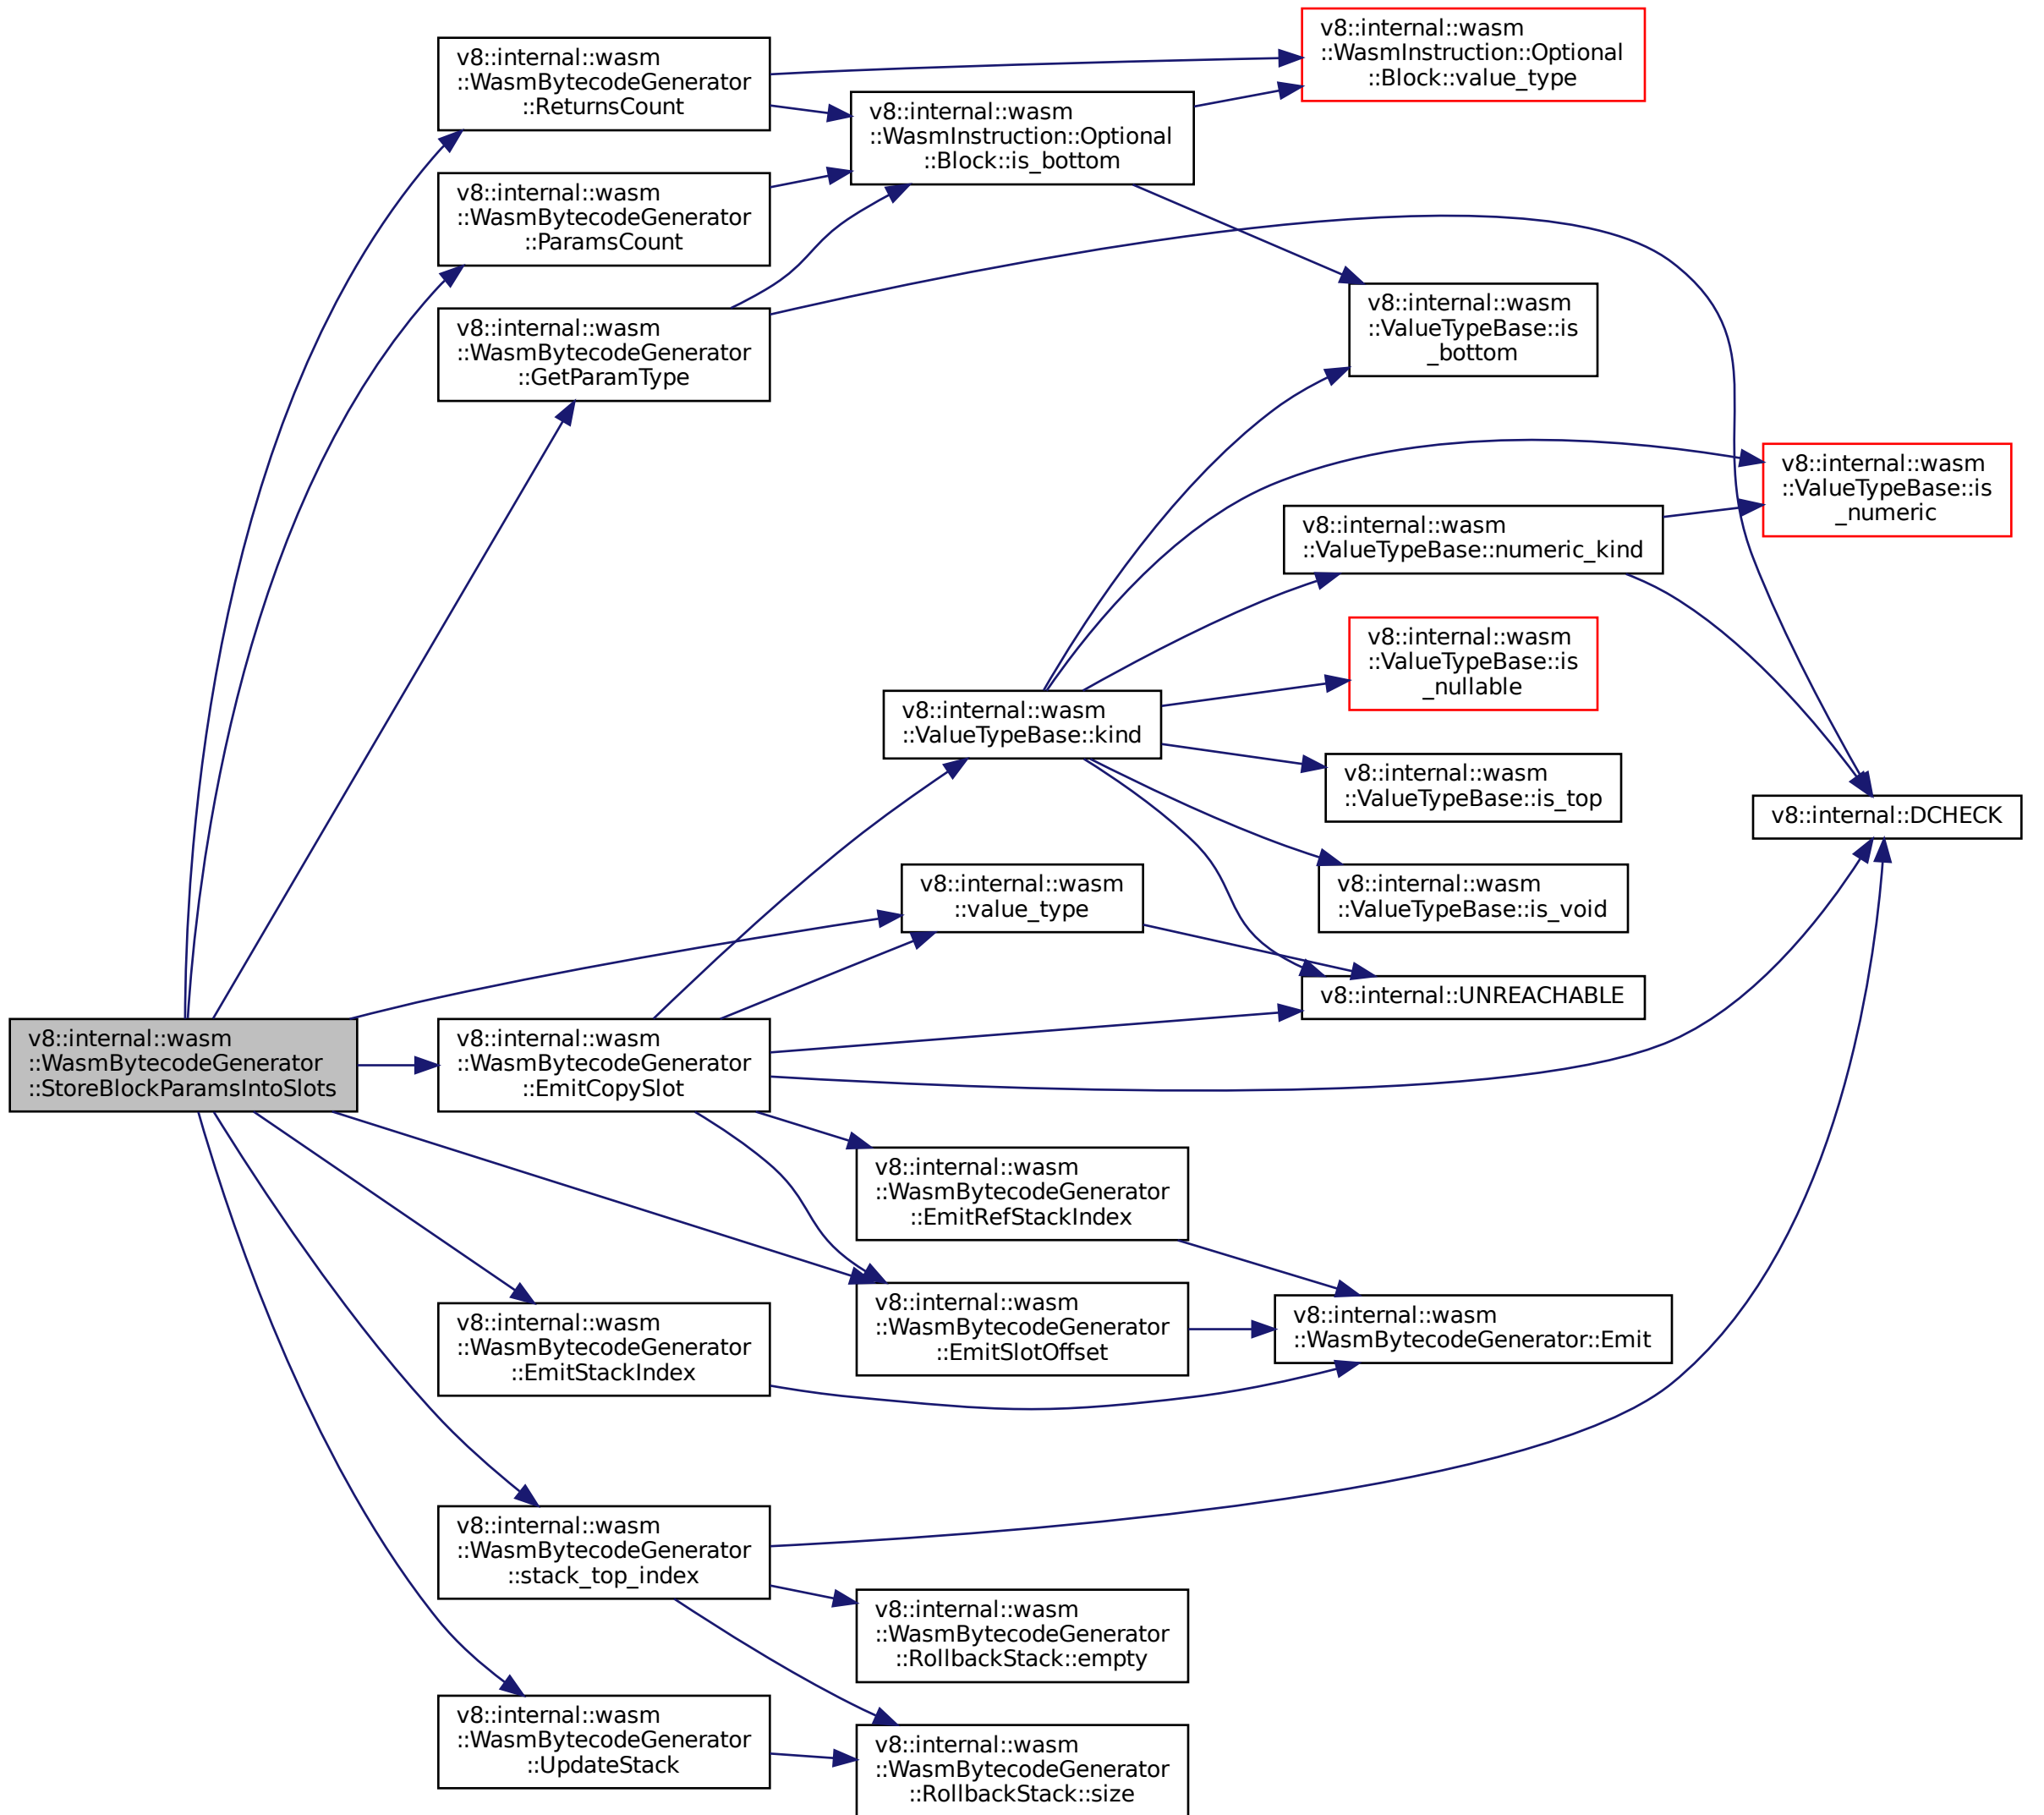 v8::internal::wasm
::WasmInstruction::Optional
::Block::value_type
v8::internal::wasm
::WasmBytecodeGenerator
::ReturnsCount
v8::internal::wasm
::WasmInstruction::Optional
::Block::is_bottom
v8::internal::wasm
::WasmBytecodeGenerator
::ParamsCount
v8::internal::wasm
::ValueTypeBase::is
_bottom
v8::internal::wasm
::WasmBytecodeGenerator
::GetParamType
v8::internal::wasm
::ValueTypeBase::is
_numeric
v8::internal::wasm
::ValueTypeBase::numeric_kind
v8::internal::wasm
::ValueTypeBase::is
_nullable
v8::internal::wasm
::ValueTypeBase::kind
v8::internal::wasm
::ValueTypeBase::is_top
v8::internal::DCHECK
v8::internal::wasm
::value_type
v8::internal::wasm
::ValueTypeBase::is_void
v8::internal::UNREACHABLE
v8::internal::wasm
::WasmBytecodeGenerator
::StoreBlockParamsIntoSlots
v8::internal::wasm
::WasmBytecodeGenerator
::EmitCopySlot
v8::internal::wasm
::WasmBytecodeGenerator
::EmitRefStackIndex
v8::internal::wasm
::WasmBytecodeGenerator
::EmitSlotOffset
v8::internal::wasm
::WasmBytecodeGenerator::Emit
v8::internal::wasm
::WasmBytecodeGenerator
::EmitStackIndex
v8::internal::wasm
::WasmBytecodeGenerator
::stack_top_index
v8::internal::wasm
::WasmBytecodeGenerator
::RollbackStack::empty
v8::internal::wasm
::WasmBytecodeGenerator
::UpdateStack
v8::internal::wasm
::WasmBytecodeGenerator
::RollbackStack::size